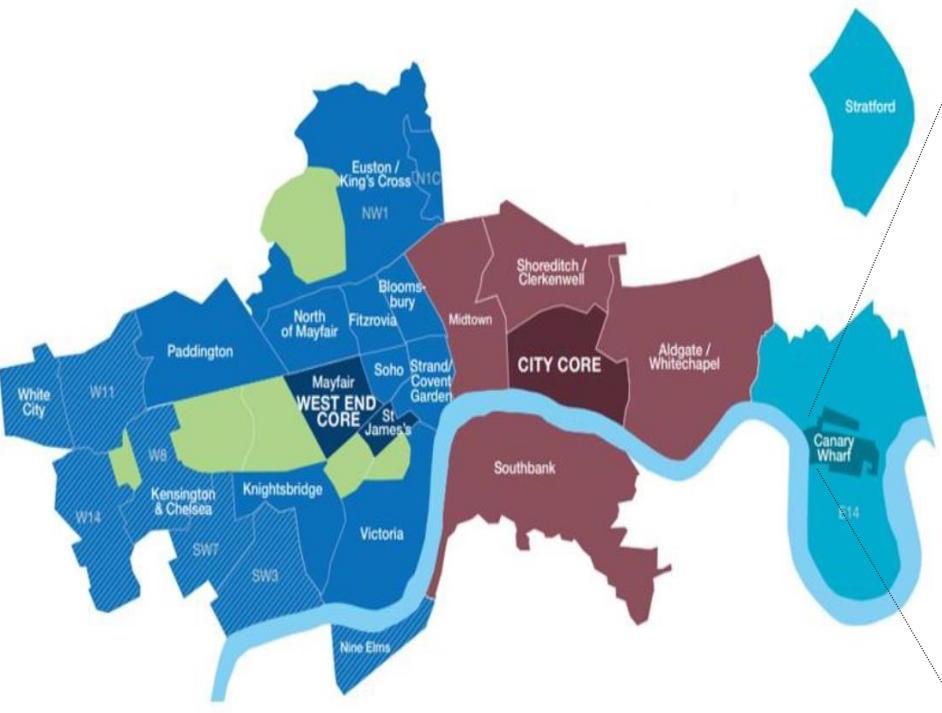 Stratford
Euston /
King's Cross
N1C
NW1
Shoreditch /
Clerkenwell
Blooms-
bury
North
of Mayfair
Fitzrovia
Midtown
Paddington
Aldgate /
Whitechapel
CITY CORE
Soho
Strand/
Covent
Garden
Mayfair
WEST END
CORE
St
James's
White
City
W11
Canary
Wharf
W8
Southbank
Kensington
& Chelsea
Knightsbridge
W14
E14
Victoria
SW7
SW3
Nine Elms